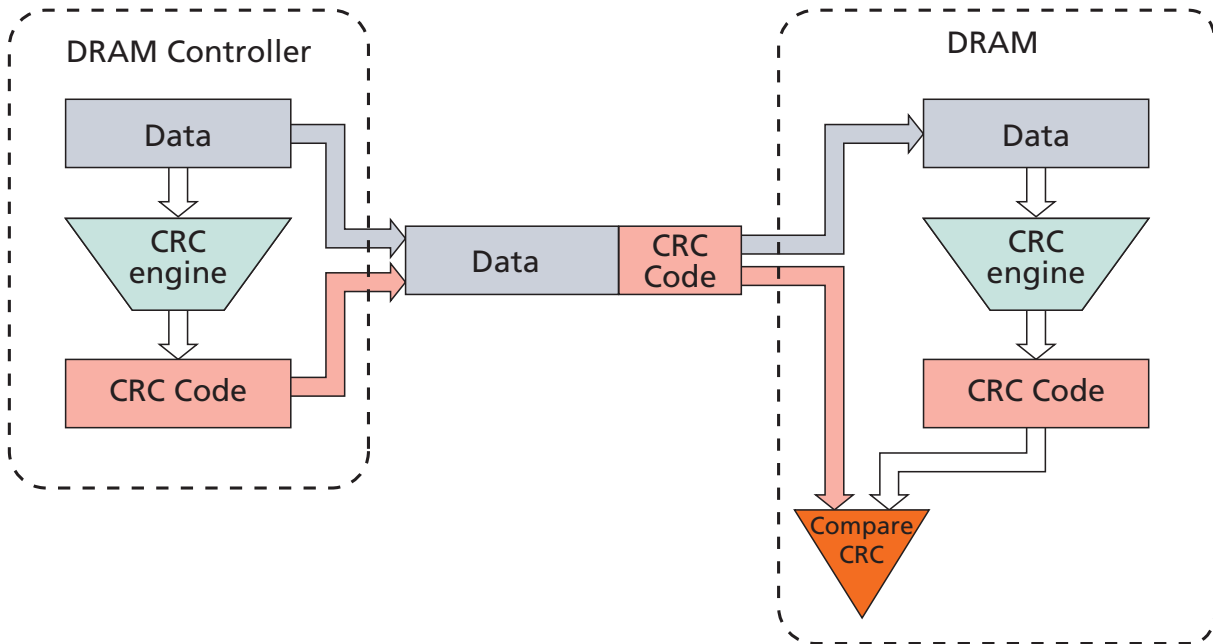 DRAM Controller
Data
CRC
engine
CRC Code
Data
CRC
Code
DRAM
Data
CRC
engine
CRC Code
Compare
CRC